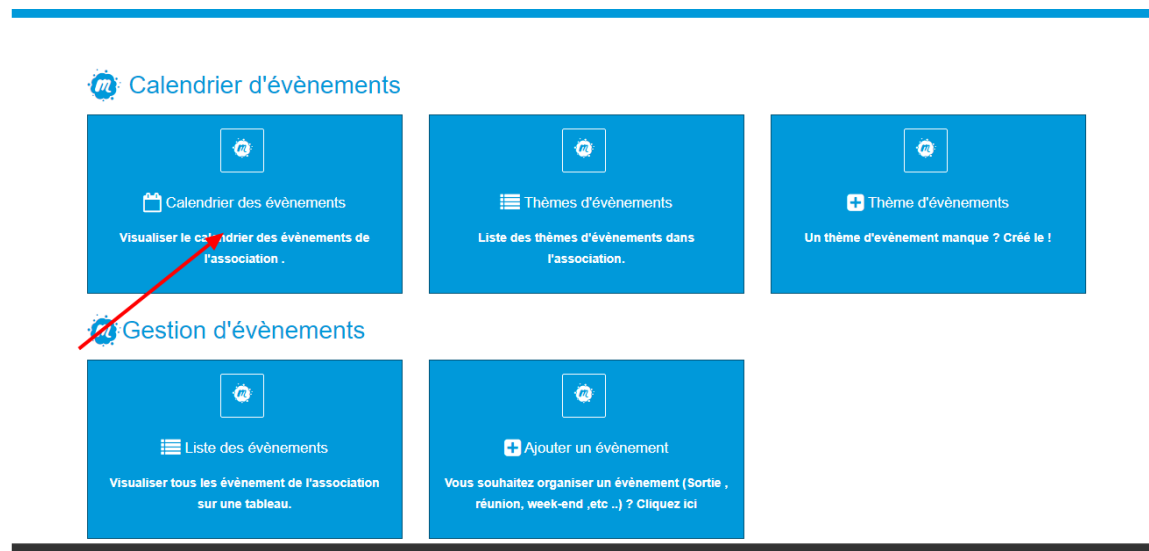 Calendrier d'évènements
Calendrier des évènements
Visualiser le calendrier des évènements de
l'association .
Thèmes d'évènements
Liste des thèmes d'évènements dans
l'association.
Thème d'évènements
Un thème d'evènement manque ? Créé le !
Gestion d'évènements
Liste des évènements
Visualiser tous les évènement de l'association
sur une tableau.
Ajouter un évènement
Vous souhaitez organiser un évènement (Sortie ,
réunion, week-end ,etc ..) ? Cliquez ici